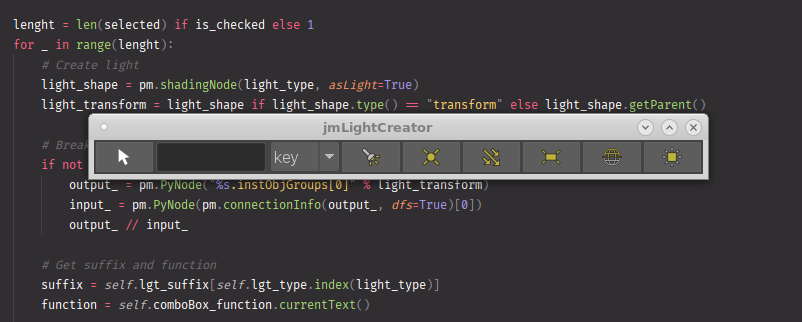 lenght = len(selected) if is_checked else 1
for _ in range(lenght):
# Create light
light_shape = pm.shadingNode(light_type, asLight=True)
light_transform = light_shape if light_shape.type() == "transform" else light_shape.getParent()
jmLightCreator
# Break
key
if not
output_ = pm.PyNode("%s.instObjGroups[0]" % light_transform)
input_ = pm.PyNode(pm.connectionInfo(output_, dfs=True)[0])
output_ // input_
# Get suffix and function
suffix = self.lgt_suffix[self.lgt_type.index(light_type)]
function = self.comboBox_function.currentText()